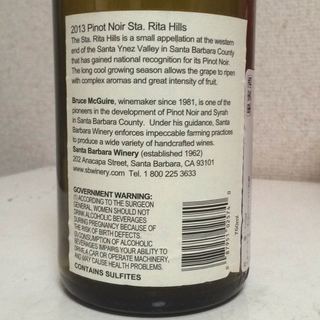 2013 Pinot Noir Sta. Rita Hills
The Sta. Rita Hills is a small appellation at the western
end of the Santa Ynez Valley in Santa Barbara County
that has gained national recognition for its Pinot Noir.
The long cool growing season allows the grape to ripen
with complex aromas and great intensity of fruit.
Bruce McGuire, winemaker since 1981, is one of the
pioneers in the development of Pinot Noir and Syrah
in Santa Barbara County. Under his guidance, Santa
Barbara Winery enforces impeccable farming practices
to produce a wide variety of handcrafted wines.
Santa Barbara Winery (established 1962)
202 Anacapa Street, Santa Barbara, CA 93101
www.sbwinery.com Tel. 1 800 225 3633
GOVERNMENT WARNING:
(1) ACCORDING TO THE SURGEON
GENERAL WOMEN SHOULD NOT
DRINK ALCOHOLIC BEVERAGES
DURING PREGNANCY BECAUSE OF
THE RISK OF BIRTH DEFECTS.
(2) CONSUMPTION OF ALCOHOLIC
BEVERAGES IMPAIRS YOUR ABILITY TO
DRIVE A CAR OR OPERATE MACHINERY,
AND MAY CAUSE HEALTH PROBLEMS.
CONTAINS SULFITES
750ml